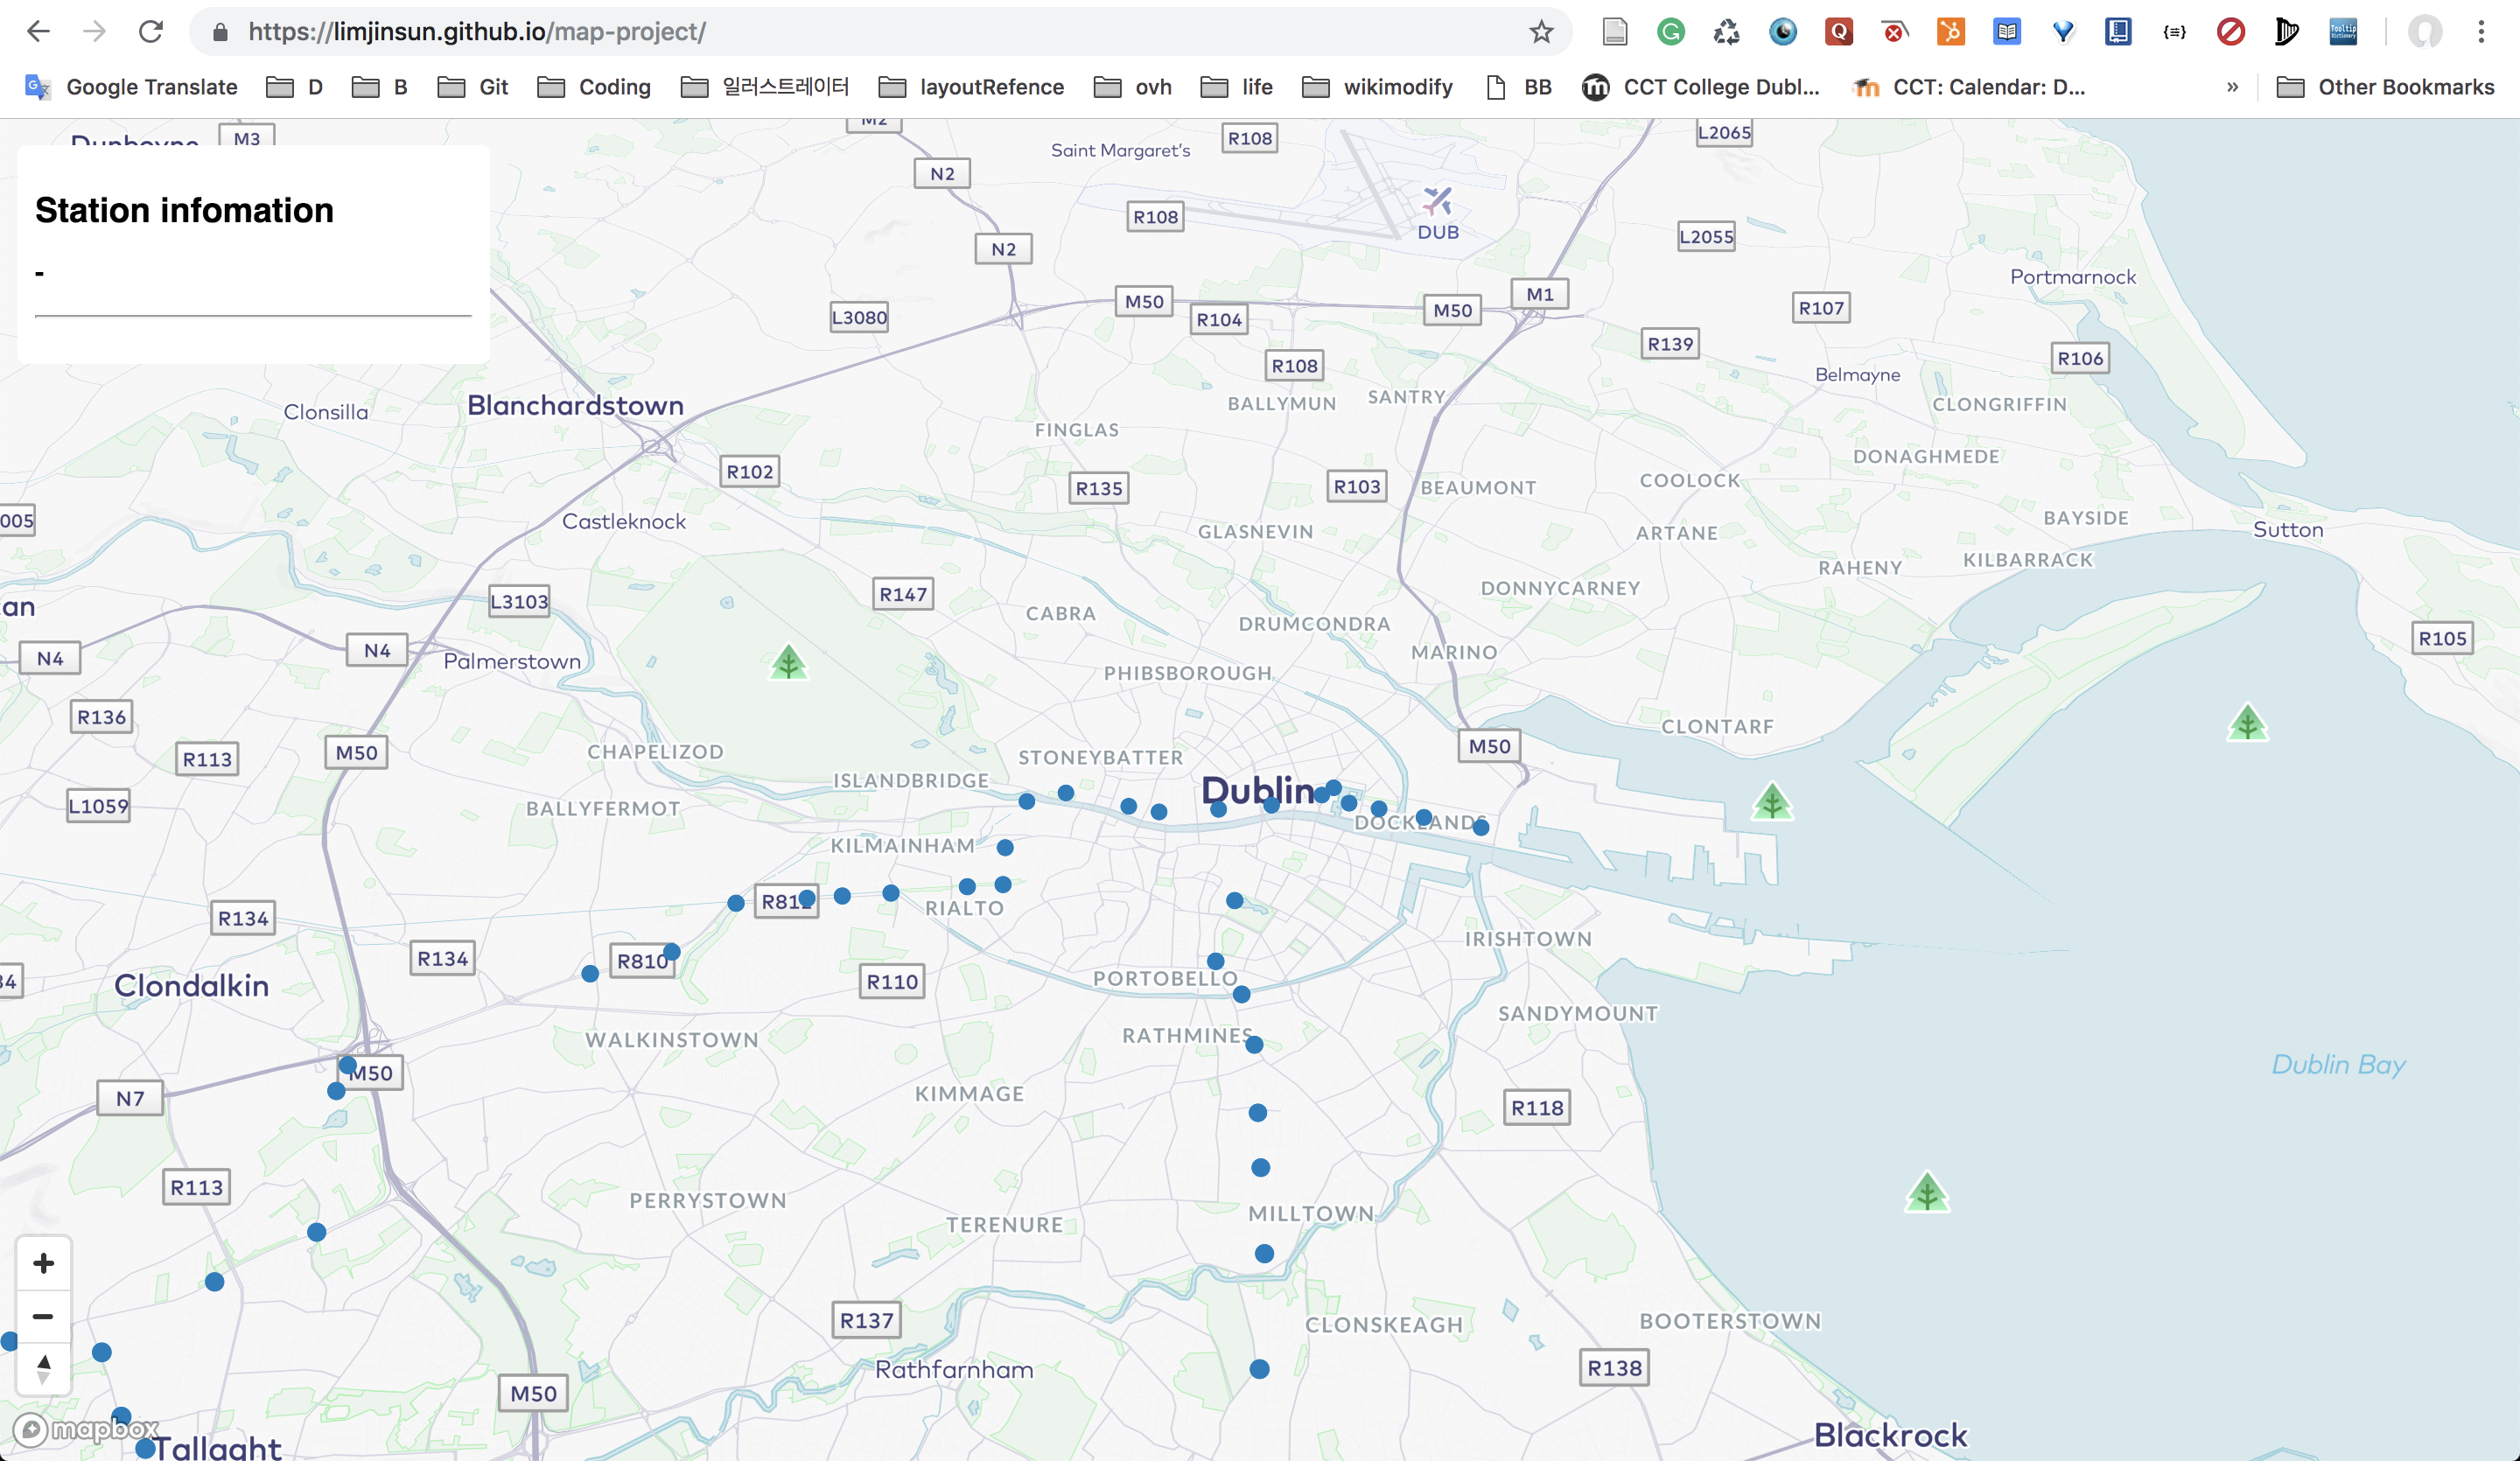 https://limjinsun.github.io/map-project/
Google Translate D B Git Coding 일러스트레이터 layoutRefence ovh life wikimodify BB CCT College Dubl... CCT: Calendar: D... » Other Bookmarks
Tooltip Dictionary
Dunboyne M3 M2 Saint Margaret's R108 L2065
N2
Station infomation
-
R108 DUB L2055
N2 Portmarnock
M50 M1
L3080 R104 M50 R107
R139 R106
R108 Belmayne
Clonsilla Blanchardstown BALLYMUN SANTRY CLONGRIFFIN
FINGLAS
R102 DONAGHMEDE
R135 R103 BEAUMONT COOLOCK
005 Castleknock GLASNEVIN ARTANE BAYSIDE Sutton
RAHENY KILBARRACK
an L3103 R147 CABRA DONNYCARNEY
DRUMCONDRA R105
N4 N4 Palmerstown MARINO
PHIBSBOROUGH
R136 CLONTARF
R113 M50 CHAPELIZOD STONEYBATTER M50
L1059 BALLYFERMOT ISLANDBRIDGE Dublin
DOCKLANDS
KILMAINHAM
R812 RIALTO
R134 IRISHTOWN
R134 R810 R110 PORTOBELLO
34 Clondalkin SANDYMOUNT
WALKINSTOWN RATHMINES
M50 Dublin Bay
N7 KIMMAGE R118
R113 PERRYSTOWN TERENURE MILLTOWN
+
−
R137 CLONSKEAGH BOOTERSTOWN
Rathfarnham R138
M50
mapbox
Tallaght Blackrock